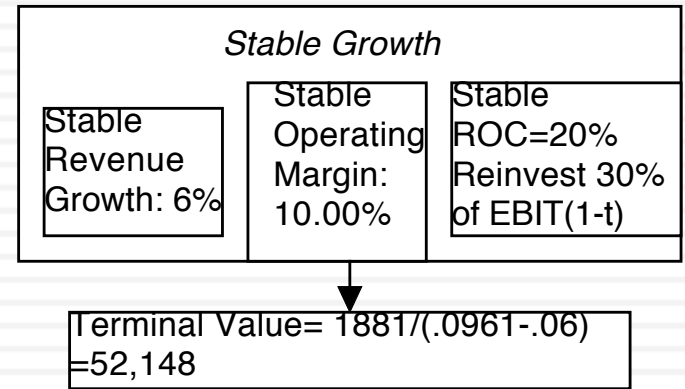 Stable Growth
Stable
Revenue
Growth: 6%
Stable
Operating
Margin:
10.00%
Stable
ROC=20%
Reinvest 30%
of EBIT(1-t)
Terminal Value= 1881/(.0961-.06)
=52,148